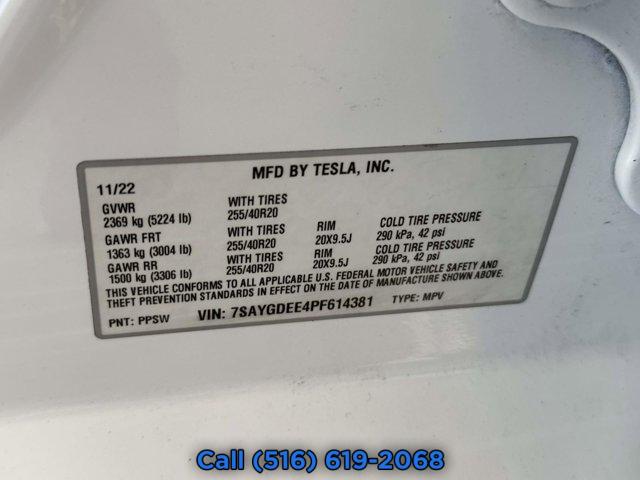 MFD BY TESLA, INC.
11/22
GVWR WITH TIRES
2369 kg (5224 lb) 255/40R20
GAWR FRT WITH TIRES RIM COLD TIRE PRESSURE
1363 kg (3004 lb) 255/40R20 20X9.5J 290 kPa, 42 psi
GAWR RR WITH TIRES RIM COLD TIRE PRESSURE
1500 kg (3306 lb) 255/40R20 20X9.5J 290 kPa, 42 psi
THIS VEHICLE CONFORMS TO ALL APPLICABLE U.S. FEDERAL MOTOR VEHICLE SAFETY AND
THEFT PREVENTION STANDARDS IN EFFECT ON THE DATE OF MANUFACTURE SHOWN ABOVE.
PNT: PPSW VIN: 7SAYGDEE4PF614381 TYPE: MPV
Call (516) 619-2068